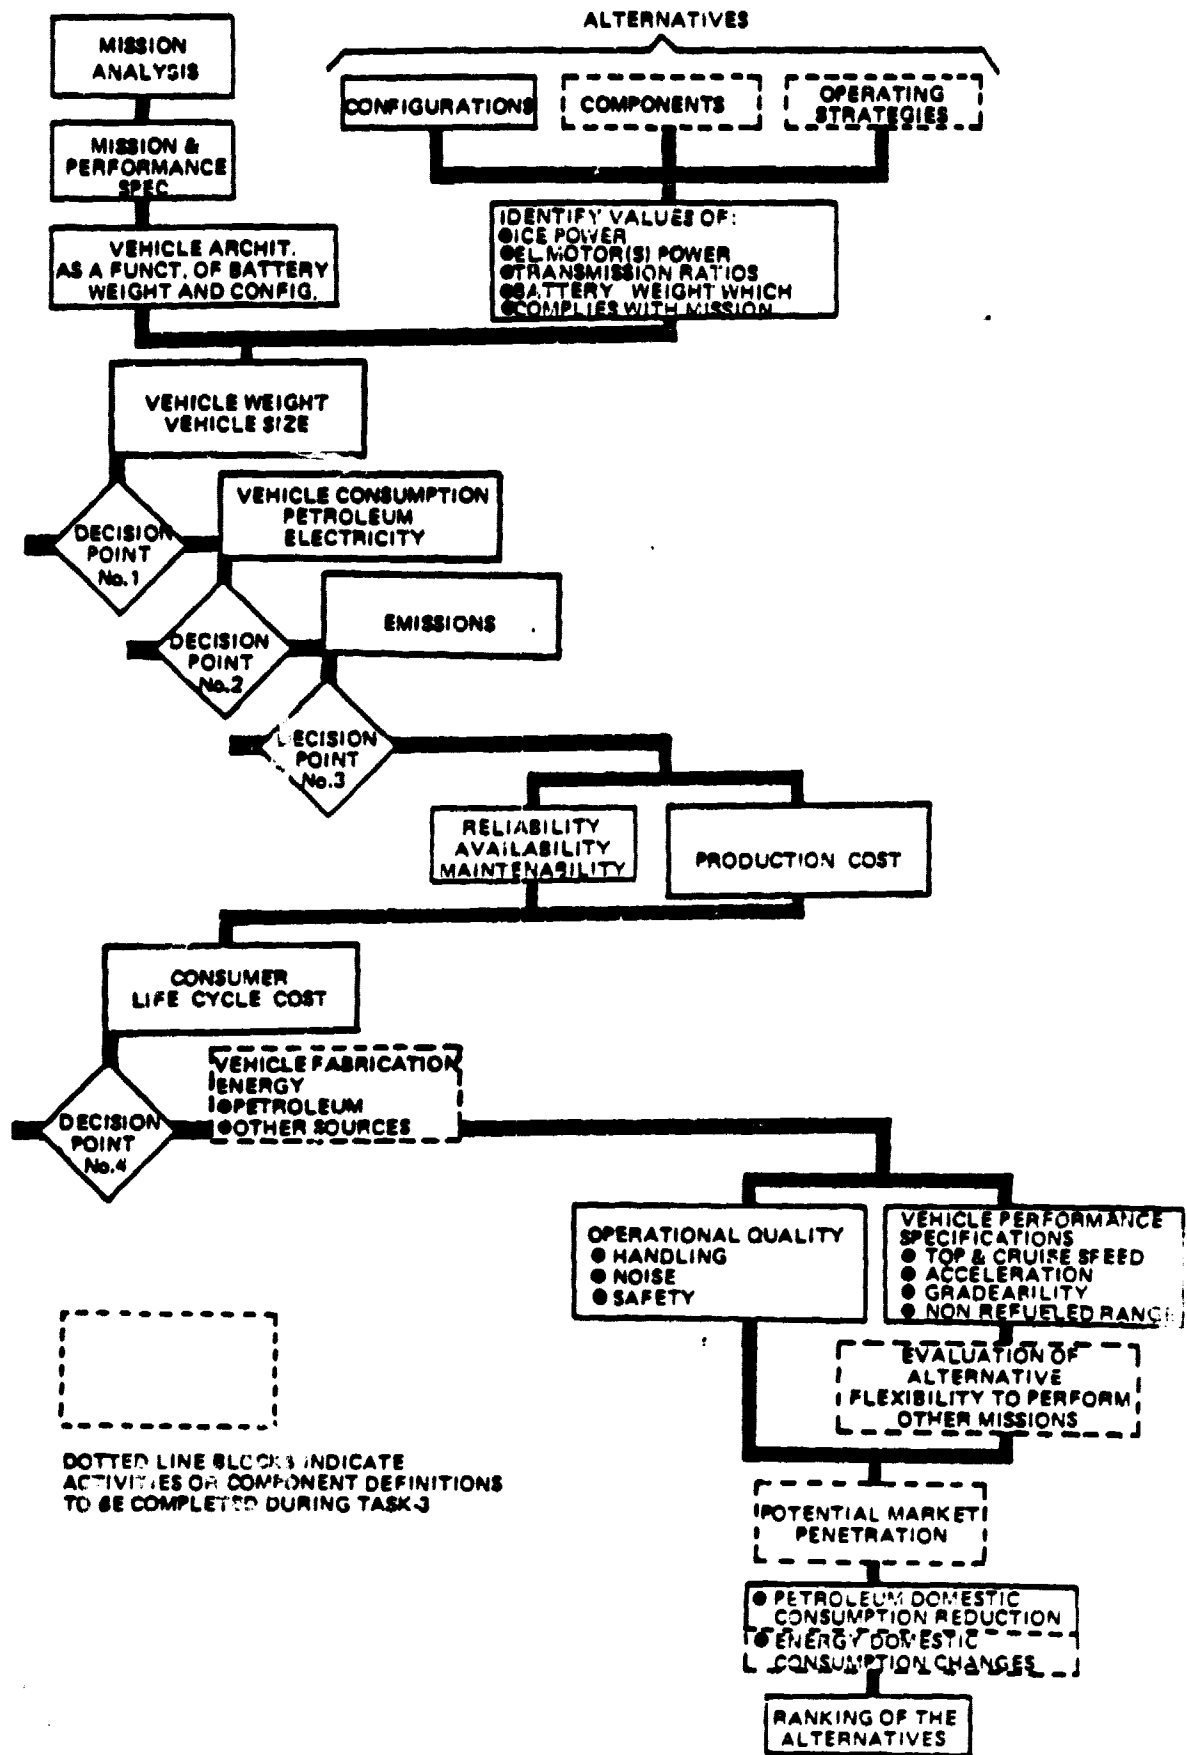 ALTERNATIVES
MISSION
ANALYSIS
CONFIGURATIONS
COMPONENTS
OPERATING
STRATEGIES
MISSION &
PERFORMANCE
SPEC
VEHICLE ARCHIT.
AS A FUNCT. OF BATTERY
WEIGHT AND CONFIG.
IDENTIFY VALUES OF:
●ICE POWER
●EL.MOTOR(S) POWER
●TRANSMISSION RATIOS
●BATTERY WEIGHT WHICH
●COMPLIES WITH MISSION
VEHICLE WEIGHT
VEHICLE SIZE
DECISION
POINT
No.1
VEHICLE CONSUMPTION
PETROLEUM
ELECTRICITY
DECISION
POINT
No.2
EMISSIONS
DECISION
POINT
No.3
RELIABILITY
AVAILABILITY
MAINTENABILITY
PRODUCTION COST
CONSUMER
LIFE CYCLE COST
DECISION
POINT
No.4
VEHICLE FABRICATION
ENERGY
●PETROLEUM
●OTHER SOURCES
OPERATIONAL QUALITY
● HANDLING
● NOISE
● SAFETY
VEHICLE PERFORMANCE
SPECIFICATIONS
● TOP & CRUISE SPEED
● ACCELERATION
● GRADEABILITY
● NON REFUELED RANGE
EVALUATION OF
ALTERNATIVE
FLEXIBILITY TO PERFORM
OTHER MISSIONS
DOTTED LINE BLOCKS INDICATE
ACTIVITIES OR COMPONENT DEFINITIONS
TO BE COMPLETED DURING TASK-3
POTENTIAL MARKET
PENETRATION
● PETROLEUM DOMESTIC
CONSUMPTION REDUCTION
● ENERGY DOMESTIC
CONSUMPTION CHANGES
RANKING OF THE
ALTERNATIVES